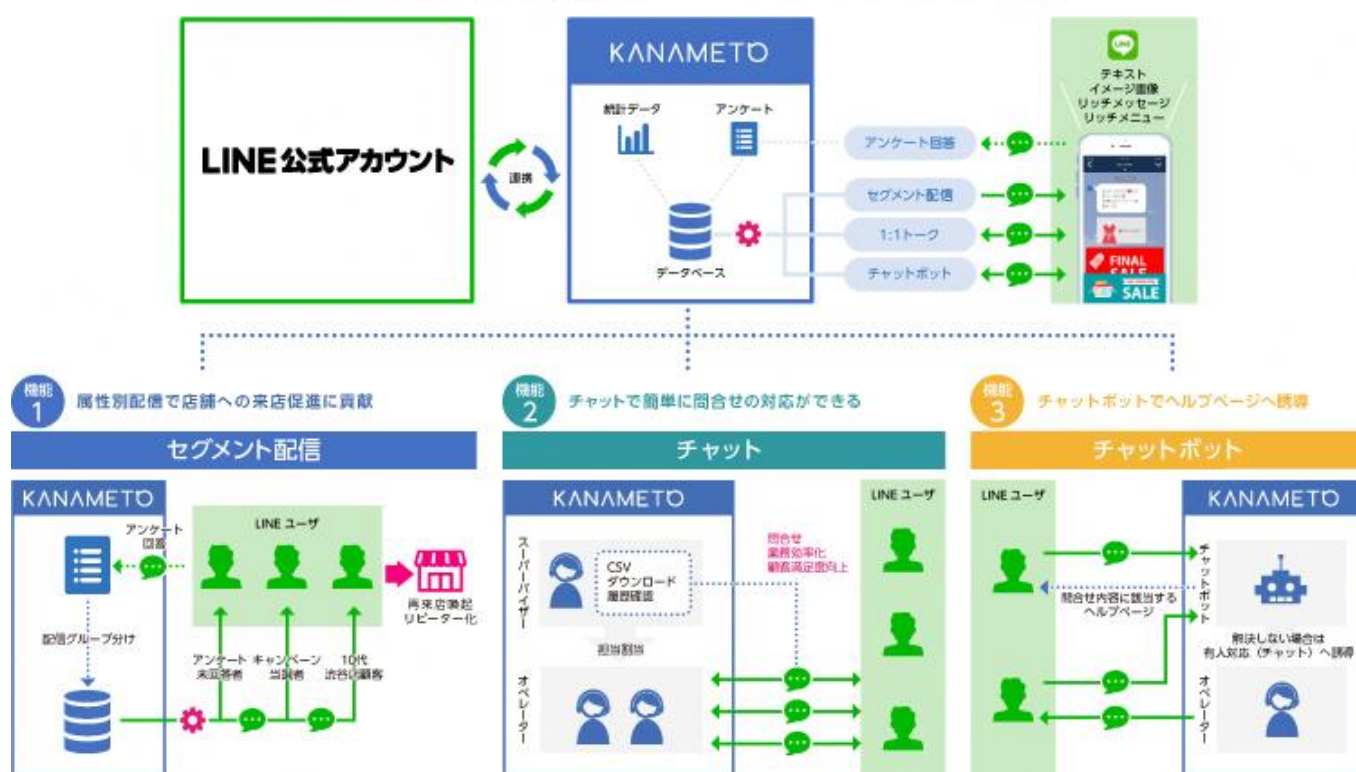 LINE公式アカウント
連携
KANAMETO
統計データ
アンケート
データベース
アンケート回答
セグメント配信
1:1トーク
チャットボット
LINE
テキスト
イメージ画像
リッチメッセージ
リッチメニュー
FINAL
SALE
SALE
機能
1
属性別配信で店舗への来店促進に貢献
セグメント配信
KANAMETO
アンケート
回答
LINEユーザ
再来店喚起
リピーター化
配信グループ分け
アンケート
未回答者
キャンペーン
当選者
10代
渋谷店顧客
機能
2
チャットで簡単に問合せの対応ができる
チャット
KANAMETO
LINEユーザ
スーパーバイザー
CSV
ダウンロード
履歴確認
問合せ
業務効率化
顧客満足度向上
担当割当
オペレーター
機能
3
チャットボットでヘルプページへ誘導
チャットボット
LINEユーザ
KANAMETO
チャットボット
問合せ内容に該当する
ヘルプページ
解決しない場合は
有人対応（チャット）へ誘導
オペレーター